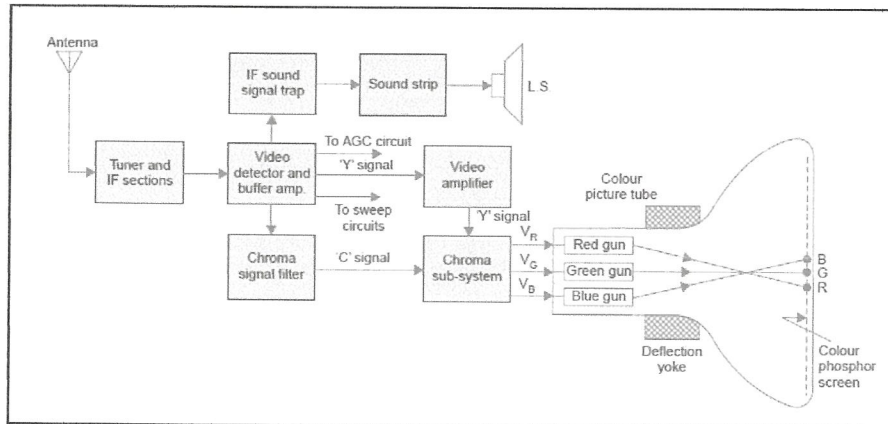 Antenna
IF sound
signal trap
Sound strip
L S
Tuner and
IF sections
Video
detector and
buffer amp.
To AGC circuit
'Y' signal
To sweep
circuits
Video
amplifier
'Y' signal
Chroma
signal filter
'C' signal
Chroma
sub-system
Colour
picture tube
VR
VG
VB
Red gun
Green gun
Blue gun
B
G
R
Deflection
yoke
Colour
phosphor
screen